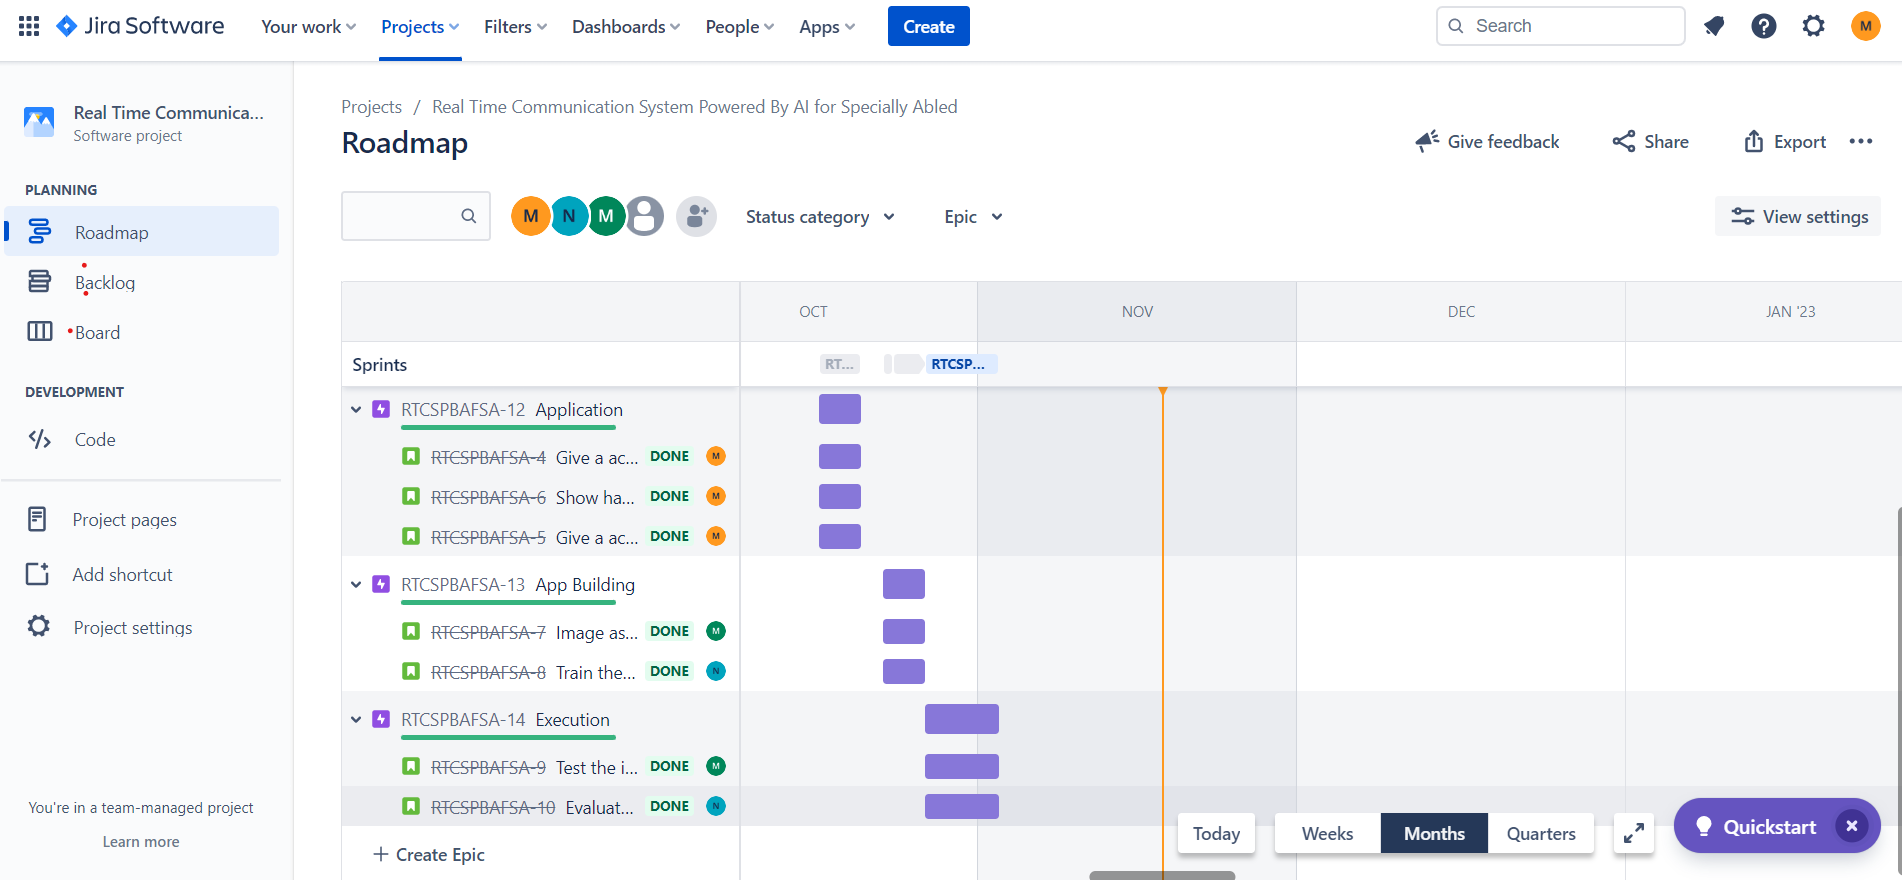 Jira Software Your work Projects Filters Dashboards People Apps Create Search M
Real Time Communica...
Software project
PLANNING
Roadmap
Backlog
Board
DEVELOPMENT
Code
Project pages
Add shortcut
Project settings
You're in a team-managed project
Learn more
Projects / Real Time Communication System Powered By AI for Specially Abled
Roadmap
Give feedback Share Export
M N M Status category Epic View settings
OCT NOV DEC JAN '23
Sprints RT... RTCSP...
RTCSPBAFSA-12 Application
RTCSPBAFSA-4 Give a ac... DONE M
RTCSPBAFSA-6 Show ha... DONE M
RTCSPBAFSA-5 Give a ac... DONE M
RTCSPBAFSA-13 App Building
RTCSPBAFSA-7 Image as... DONE M
RTCSPBAFSA-8 Train the... DONE N
RTCSPBAFSA-14 Execution
RTCSPBAFSA-9 Test the i... DONE M
RTCSPBAFSA-10 Evaluat... DONE N
+ Create Epic
Today Weeks Months Quarters Quickstart